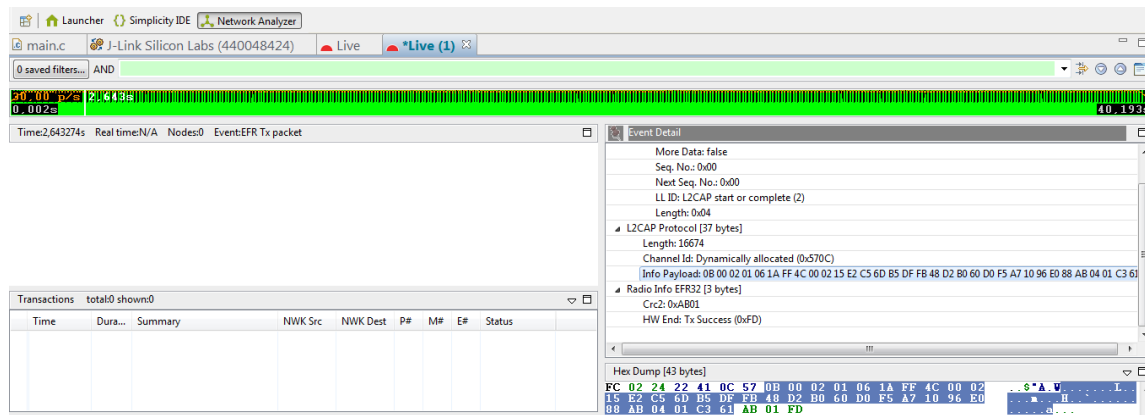 Launcher {} Simplicity IDE Network Analyzer
main.c J-Link Silicon Labs (440048424) Live *Live (1)
0 saved filters... AND
30,00 p/s 2,643s
0,002s 40,193s
Time:2,643274s Real time:N/A Nodes:0 Event:EFR Tx packet
Transactions total:0 shown:0
Time Dura... Summary NWK Src NWK Dest P# M# E# Status
Event Detail
More Data: false
Seq. No.: 0x00
Next Seq. No.: 0x00
LL ID: L2CAP start or complete (2)
Length: 0x04
L2CAP Protocol [37 bytes]
Length: 16674
Channel Id: Dynamically allocated (0x570C)
Info Payload: 0B 00 02 01 06 1A FF 4C 00 02 15 E2 C5 6D B5 DF FB 48 D2 B0 60 D0 F5 A7 10 96 E0 88 AB 04 01 C3 61
Radio Info EFR32 [3 bytes]
Crc2: 0xAB01
HW End: Tx Success (0xFD)
Hex Dump [43 bytes]
FC 02 24 22 41 0C 57 0B 00 02 01 06 1A FF 4C 00 02 ..$"A.W........L..
15 E2 C5 6D B5 DF FB 48 D2 B0 60 D0 F5 A7 10 96 E0 ...m...H..`......
88 AB 04 01 C3 61 AB 01 FD .....a...